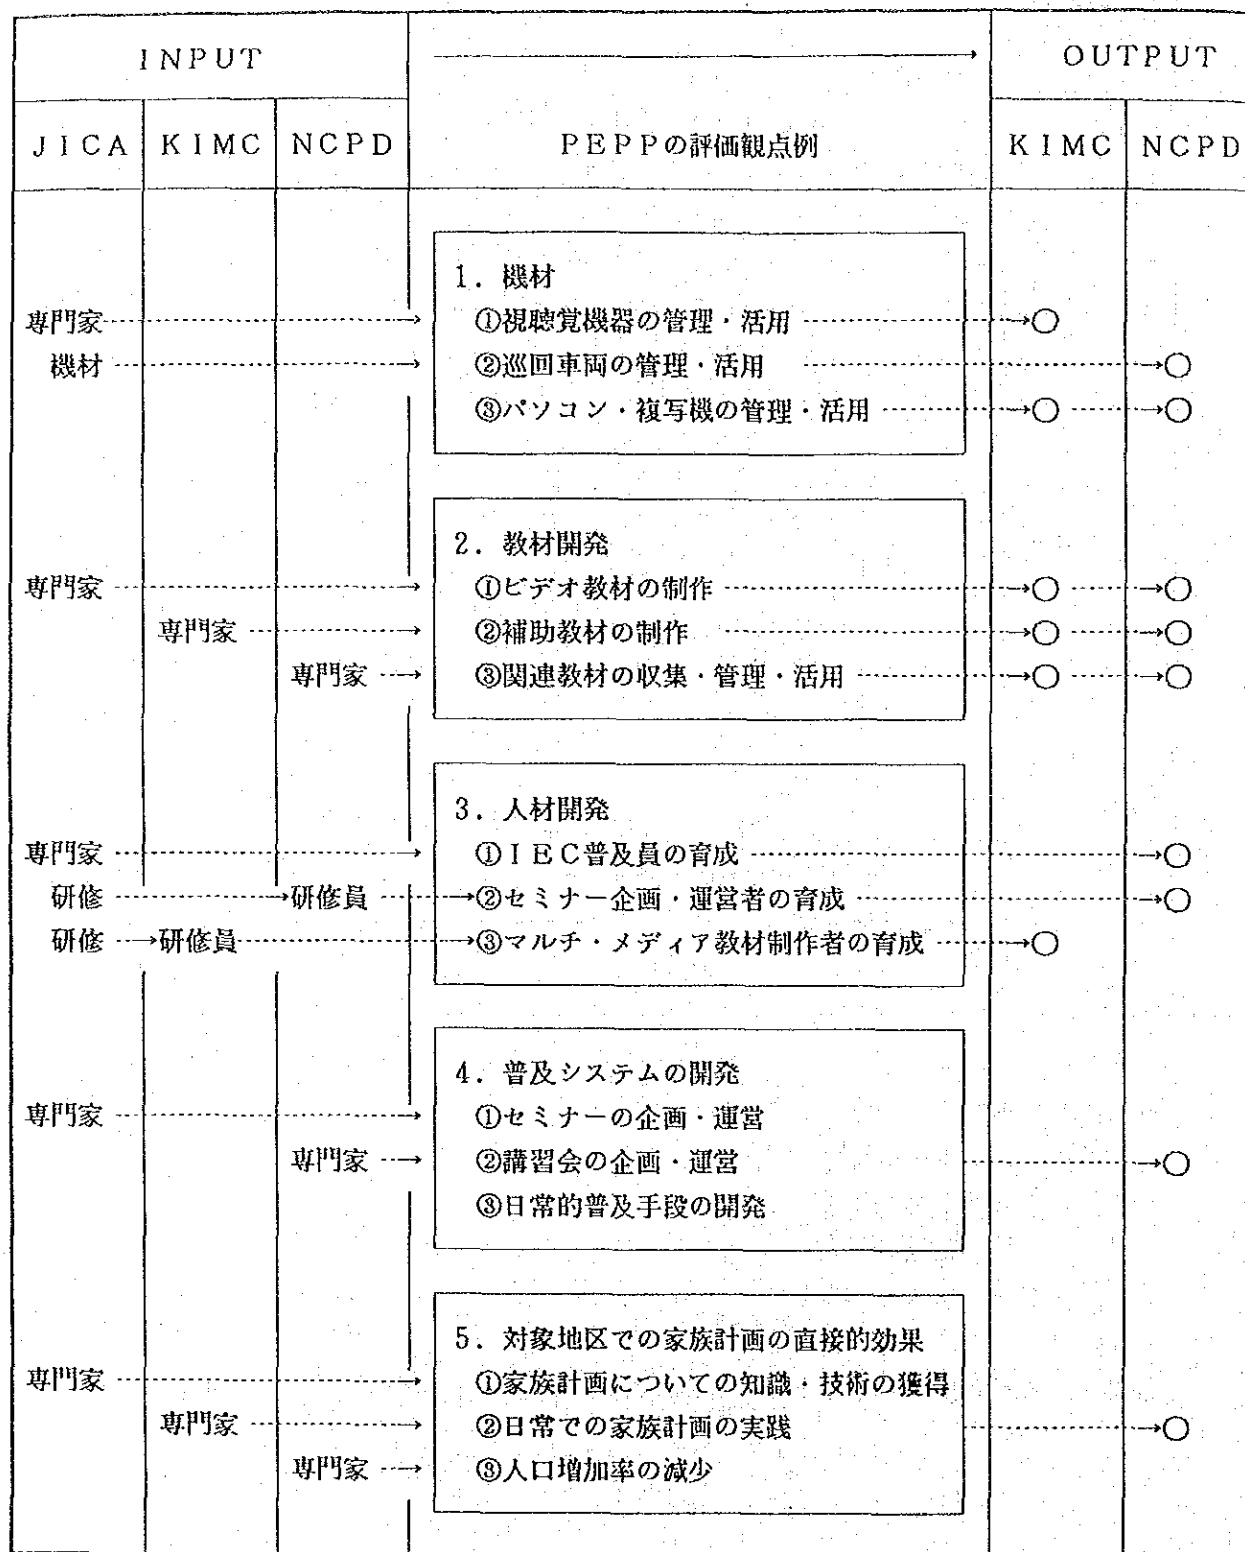 INPUT → OUTPUT
JICA KIMC NCPD PEPPの評価観点例 KIMC NCPD
1. 機材
専門家 → ①視聴覚機器の管理・活用 →○
機材 → ②巡回車両の管理・活用 →○
③パソコン・複写機の管理・活用 →○ →○
2. 教材開発
専門家 → ①ビデオ教材の制作 →○ →○
専門家 → ②補助教材の制作 →○ →○
専門家 → ③関連教材の収集・管理・活用 →○ →○
3. 人材開発
専門家 → ①IEC普及員の育成 →○
研修 →研修員 →②セミナー企画・運営者の育成 →○
研修 →研修員 →③マルチ・メディア教材制作者の育成 →○
4. 普及システムの開発
専門家 → ①セミナーの企画・運営
専門家 → ②講習会の企画・運営 →○
③日常的普及手段の開発
5. 対象地区での家族計画の直接的効果
専門家 → ①家族計画についての知識・技術の獲得
専門家 → ②日常での家族計画の実践 →○
専門家 → ③人口増加率の減少